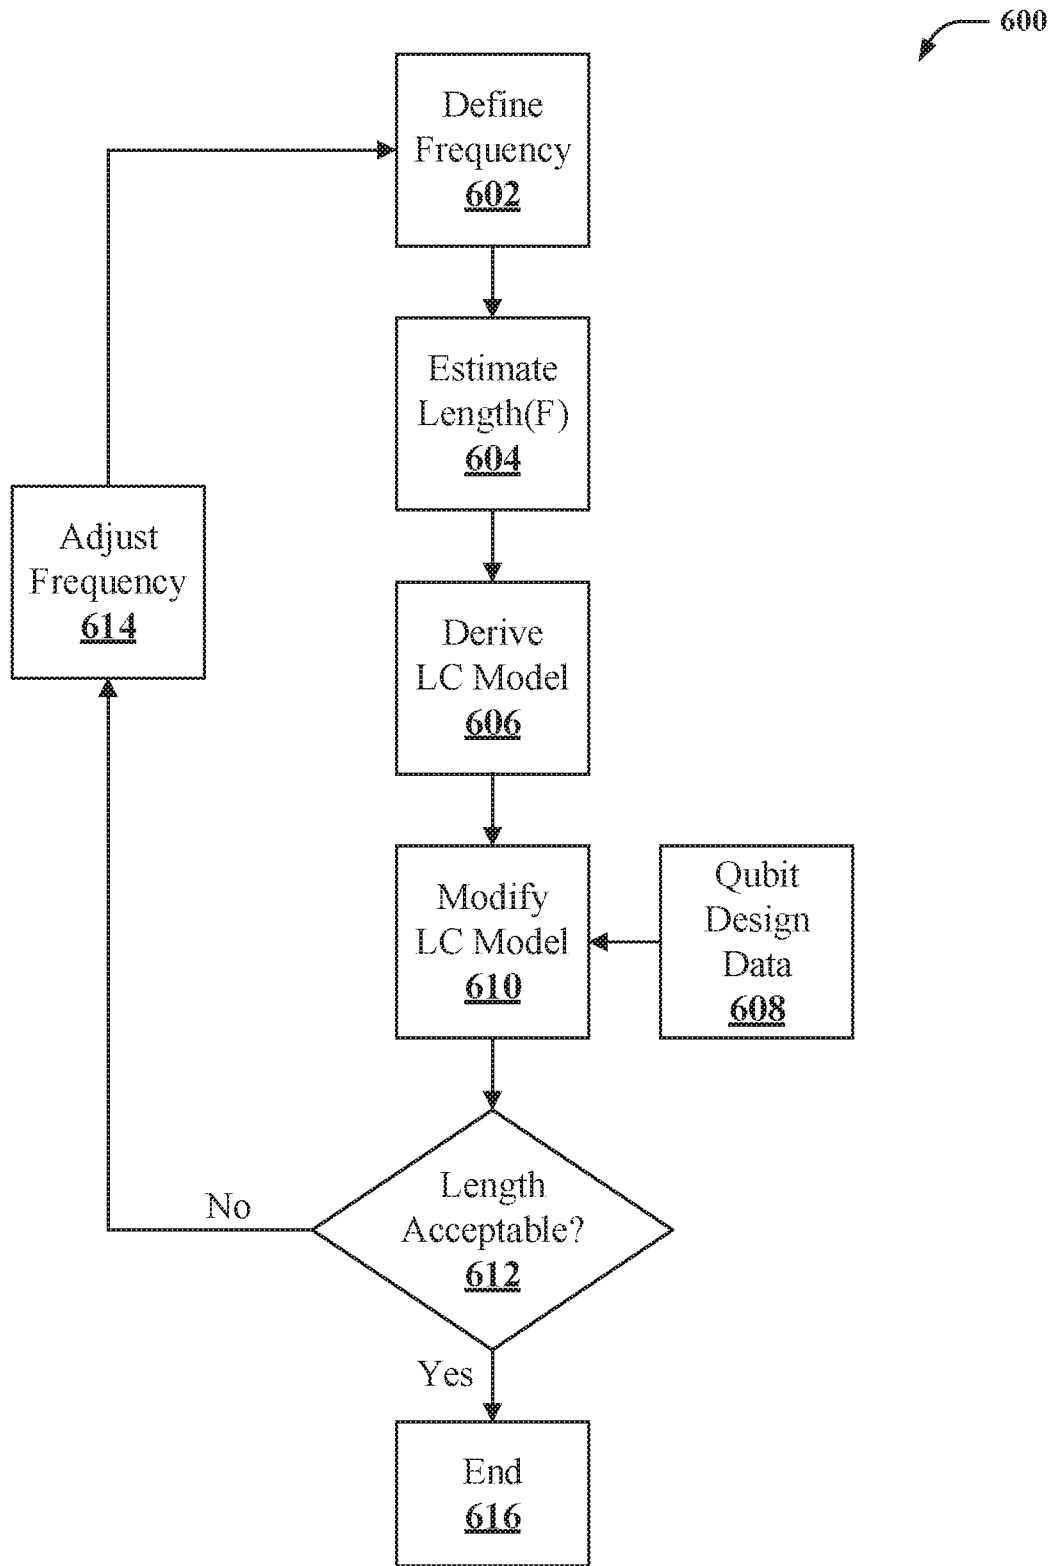 600
Define
Frequency
602
Estimate
Length(F)
604
Adjust
Frequency
614
Derive
LC Model
606
Modify
LC Model
610
Qubit
Design
Data
608
Length
Acceptable?
612
No
Yes
End
616